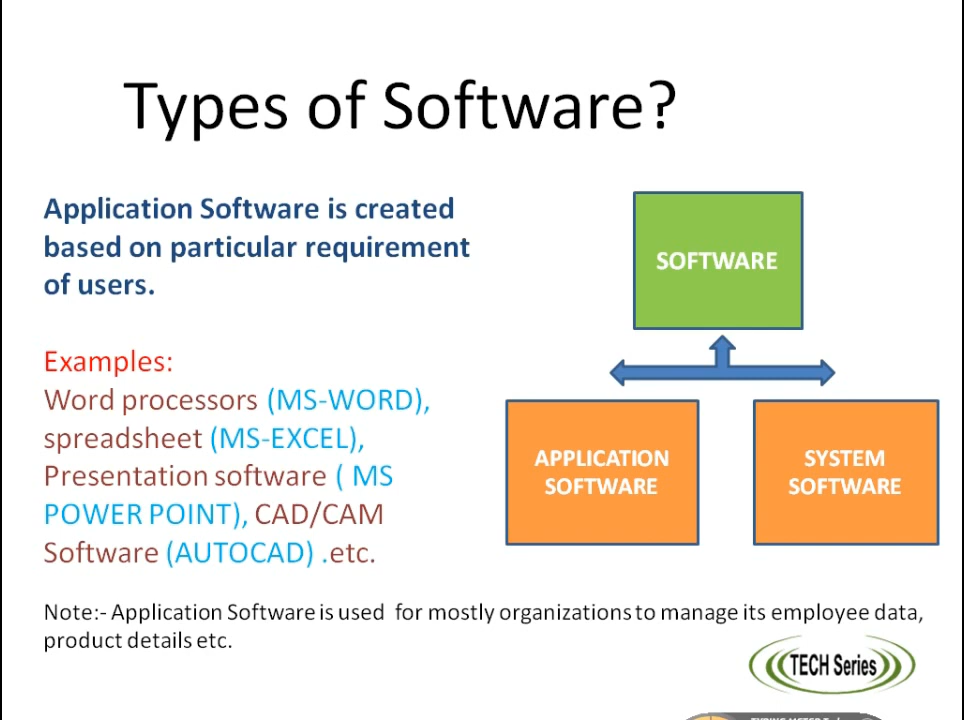 Types of Software?
Application Software is created
based on particular requirement
of users.
Examples:
Word processors (MS-WORD),
spreadsheet (MS-EXCEL),
Presentation software ( MS
POWER POINT), CAD/CAM
Software (AUTOCAD) .etc.
SOFTWARE
APPLICATION
SOFTWARE
SYSTEM
SOFTWARE
Note:- Application Software is used  for mostly organizations to manage its employee data,
product details etc.
TECH Series